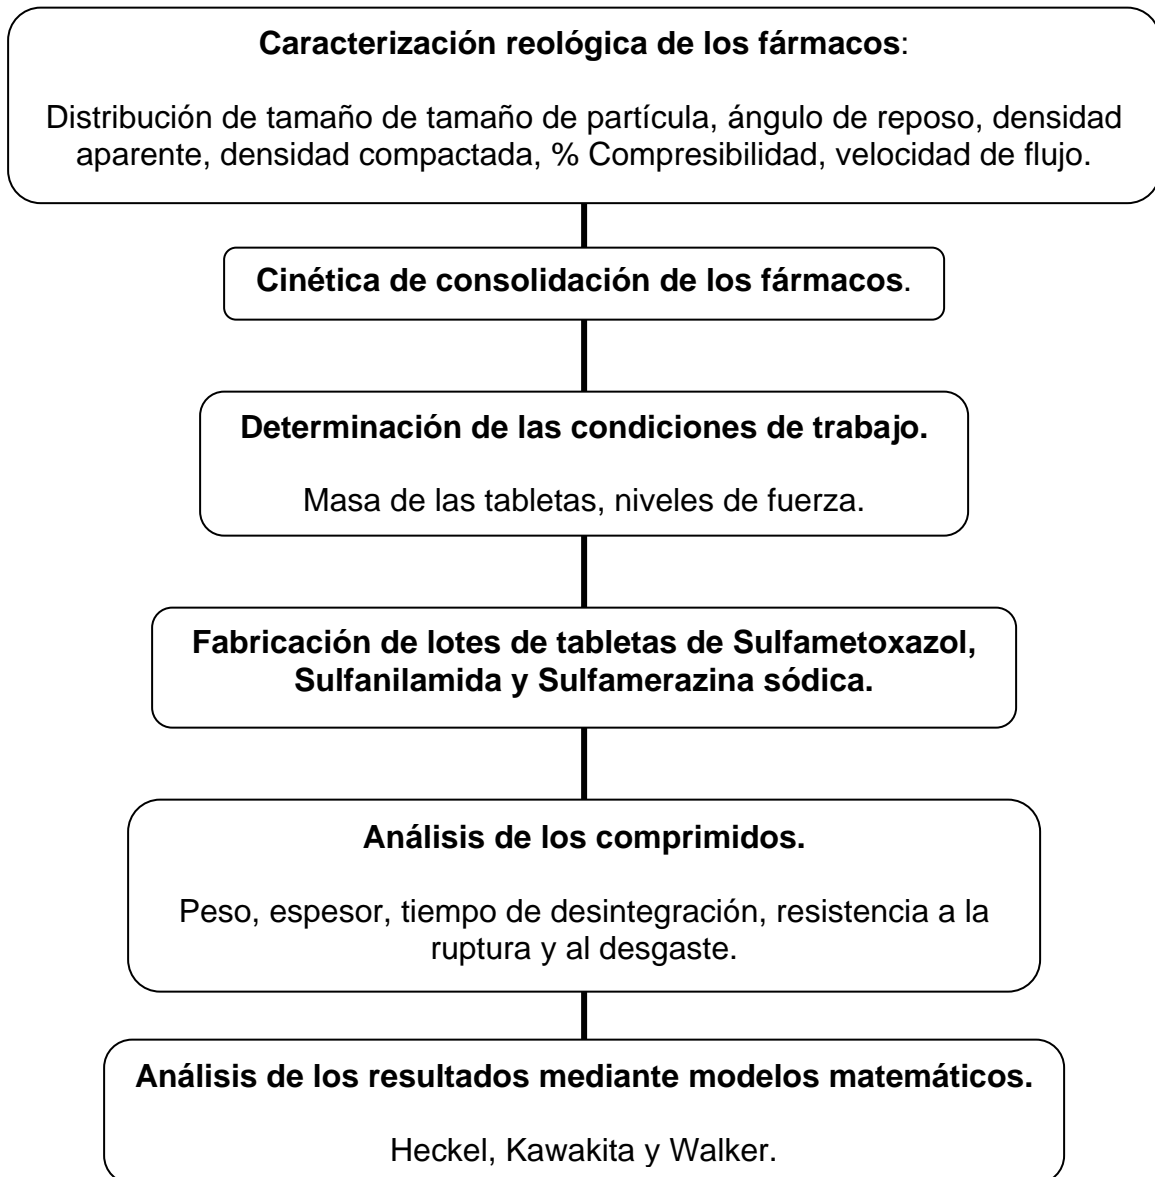 Caracterización reológica de los fármacos:
Distribución de tamaño de tamaño de partícula, ángulo de reposo, densidad
aparente, densidad compactada, % Compresibilidad, velocidad de flujo.
Cinética de consolidación de los fármacos.
Determinación de las condiciones de trabajo.
Masa de las tabletas, niveles de fuerza.
Fabricación de lotes de tabletas de Sulfametoxazol,
Sulfanilamida y Sulfamerazina sódica.
Análisis de los comprimidos.
Peso, espesor, tiempo de desintegración, resistencia a la
ruptura y al desgaste.
Análisis de los resultados mediante modelos matemáticos.
Heckel, Kawakita y Walker.